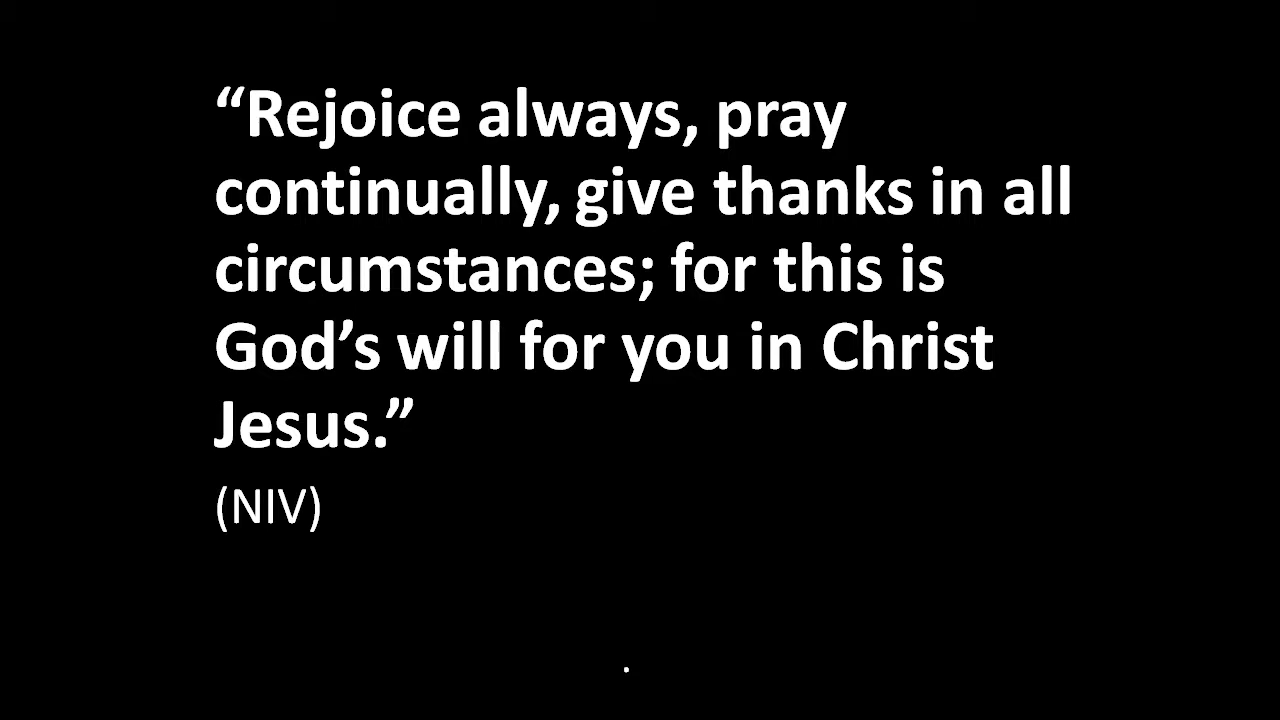 “Rejoice always, pray
continually, give thanks in all
circumstances; for this is
God’s will for you in Christ
Jesus.”
(NIV)
.